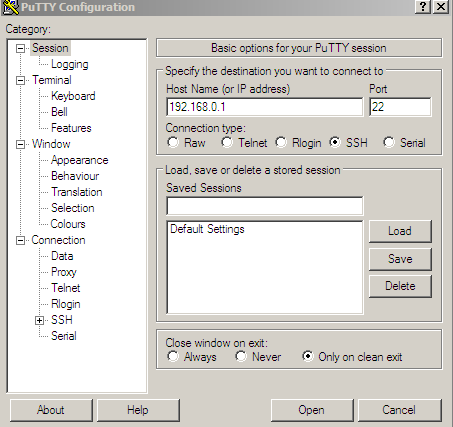 PuTTY Configuration
Category:
Session
Logging
Terminal
Keyboard
Bell
Features
Window
Appearance
Behaviour
Translation
Selection
Colours
Connection
Data
Proxy
Telnet
Rlogin
SSH
Serial
Basic options for your PuTTY session
Specify the destination you want to connect to
Host Name (or IP address) Port
192.168.0.1 22
Connection type:
Raw Telnet Rlogin SSH Serial
Load, save or delete a stored session
Saved Sessions
Default Settings
Load
Save
Delete
Close window on exit:
Always Never Only on clean exit
About Help Open Cancel